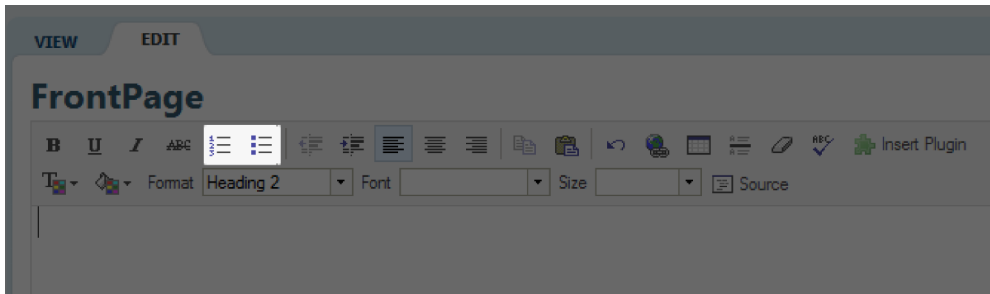 VIEW EDIT
FrontPage
B U I ABC Insert Plugin
T Format Heading 2 Font Size Source